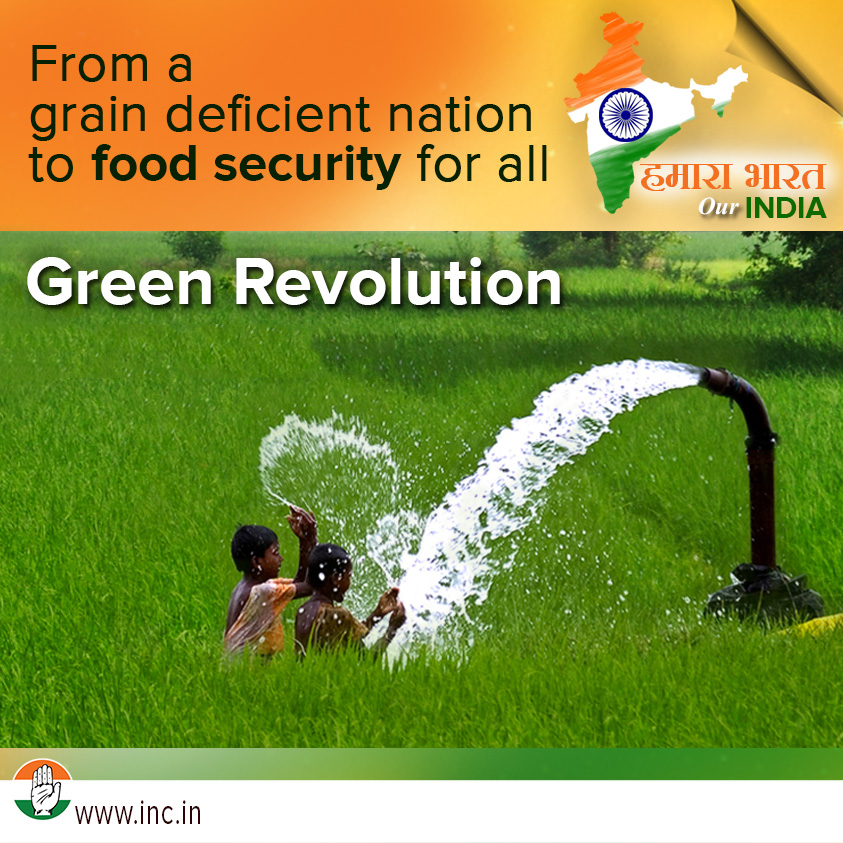 From a
grain deficient nation
to food security for all
हमारा भारत
Our INDIA
Green Revolution
www.inc.in